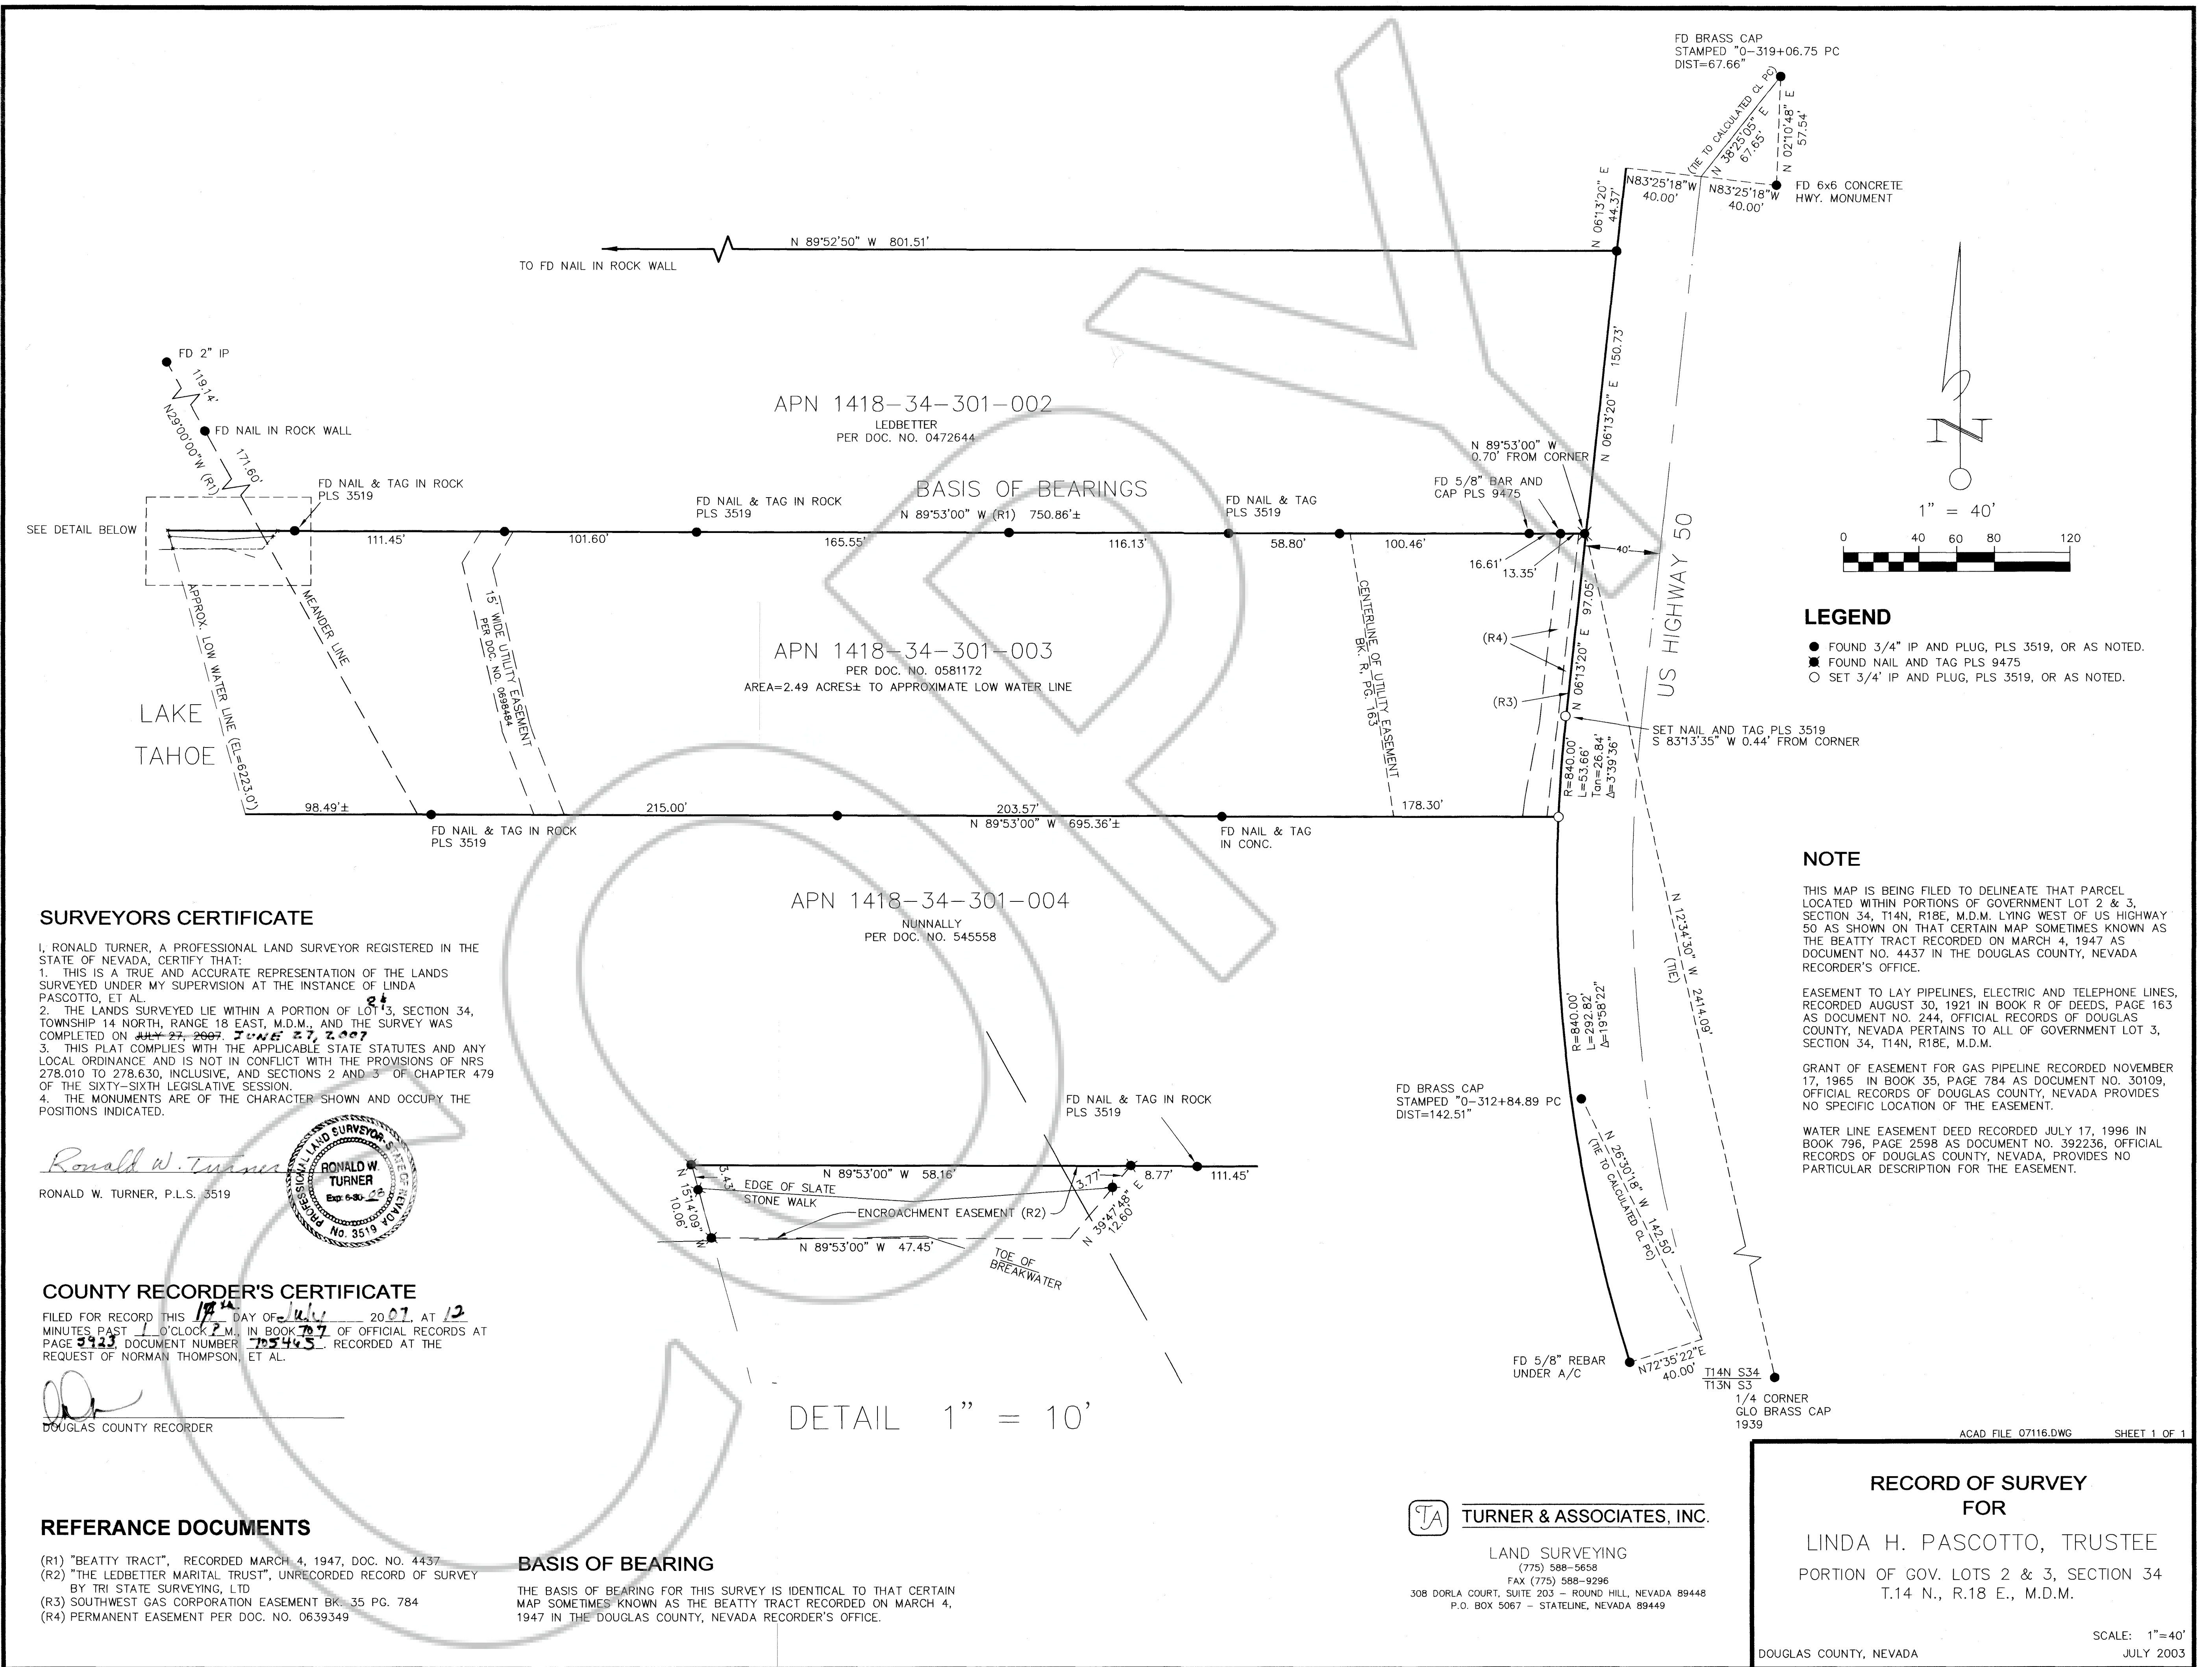 FD BRASS CAP
STAMPED "0-319+06.75 PC
DIST=67.66"
(TIE TO CALCULATED CL PC)
N 38°25'05" E
67.65'
N 02°10'48" E
57.54'
N83°25'18"W
40.00'
N83°25'18"W
40.00'
FD 6x6 CONCRETE
HWY. MONUMENT
N 06°13'20" E
44.37'
N 89°52'50" W 801.51'
TO FD NAIL IN ROCK WALL
N 06°13'20" E 150.73'
FD 2" IP
119.14'
N29°00'00"W (R1)
FD NAIL IN ROCK WALL
171.60'
APN 1418-34-301-002
LEDBETTER
PER DOC. NO. 0472644
N 89°53'00" W
0.70' FROM CORNER
FD 5/8" BAR AND
CAP PLS 9475
FD NAIL & TAG IN ROCK
PLS 3519
FD NAIL & TAG IN ROCK
PLS 3519
BASIS OF BEARINGS
N 89°53'00" W (R1) 750.86'±
FD NAIL & TAG
PLS 3519
SEE DETAIL BELOW
111.45'
101.60'
165.55'
116.13'
58.80'
100.46'
16.61'
13.35'
40'
N
1" = 40'
0 40 60 80 120
US HIGHWAY 50
APPROX. LOW WATER LINE (EL=6223.0')
MEANDER LINE
15' WIDE UTILITY EASEMENT
PER DOC. NO. 0698484
CENTERLINE OF UTILITY EASEMENT
BK. R, PG. 163
APN 1418-34-301-003
PER DOC. NO. 0581172
AREA=2.49 ACRES± TO APPROXIMATE LOW WATER LINE
(R4)
(R3)
N 06°13'20" E 97.05'
LAKE
TAHOE
LEGEND
FOUND 3/4" IP AND PLUG, PLS 3519, OR AS NOTED.
FOUND NAIL AND TAG PLS 9475
SET 3/4' IP AND PLUG, PLS 3519, OR AS NOTED.
SET NAIL AND TAG PLS 3519
S 83°13'35" W 0.44' FROM CORNER
R=840.00'
L=53.66'
Tan=26.84'
Δ=3°39'36"
98.49'±
215.00'
203.57'
178.30'
N 89°53'00" W 695.36'±
FD NAIL & TAG IN ROCK
PLS 3519
FD NAIL & TAG
IN CONC.
APN 1418-34-301-004
NUNNALLY
PER DOC. NO. 545558
N 12°34'30" W 2414.09'
(TIE)
R=840.00'
L=292.82'
Δ=19°58'22"
NOTE
THIS MAP IS BEING FILED TO DELINEATE THAT PARCEL
LOCATED WITHIN PORTIONS OF GOVERNMENT LOT 2 & 3,
SECTION 34, T14N, R18E, M.D.M. LYING WEST OF US HIGHWAY
50 AS SHOWN ON THAT CERTAIN MAP SOMETIMES KNOWN AS
THE BEATTY TRACT RECORDED ON MARCH 4, 1947 AS
DOCUMENT NO. 4437 IN THE DOUGLAS COUNTY, NEVADA
RECORDER'S OFFICE.
EASEMENT TO LAY PIPELINES, ELECTRIC AND TELEPHONE LINES,
RECORDED AUGUST 30, 1921 IN BOOK R OF DEEDS, PAGE 163
AS DOCUMENT NO. 244, OFFICIAL RECORDS OF DOUGLAS
COUNTY, NEVADA PERTAINS TO ALL OF GOVERNMENT LOT 3,
SECTION 34, T14N, R18E, M.D.M.
GRANT OF EASEMENT FOR GAS PIPELINE RECORDED NOVEMBER
17, 1965 IN BOOK 35, PAGE 784 AS DOCUMENT NO. 30109,
OFFICIAL RECORDS OF DOUGLAS COUNTY, NEVADA PROVIDES
NO SPECIFIC LOCATION OF THE EASEMENT.
WATER LINE EASEMENT DEED RECORDED JULY 17, 1996 IN
BOOK 796, PAGE 2598 AS DOCUMENT NO. 392236, OFFICIAL
RECORDS OF DOUGLAS COUNTY, NEVADA, PROVIDES NO
PARTICULAR DESCRIPTION FOR THE EASEMENT.
SURVEYORS CERTIFICATE
I, RONALD TURNER, A PROFESSIONAL LAND SURVEYOR REGISTERED IN THE
STATE OF NEVADA, CERTIFY THAT:
1. THIS IS A TRUE AND ACCURATE REPRESENTATION OF THE LANDS
SURVEYED UNDER MY SUPERVISION AT THE INSTANCE OF LINDA
PASCOTTO, ET AL.
2. THE LANDS SURVEYED LIE WITHIN A PORTION OF LOT 2& 3, SECTION 34,
TOWNSHIP 14 NORTH, RANGE 18 EAST, M.D.M., AND THE SURVEY WAS
COMPLETED ON JULY 27, 2007. JUNE 27, 2007
3. THIS PLAT COMPLIES WITH THE APPLICABLE STATE STATUTES AND ANY
LOCAL ORDINANCE AND IS NOT IN CONFLICT WITH THE PROVISIONS OF NRS
278.010 TO 278.630, INCLUSIVE, AND SECTIONS 2 AND 3 OF CHAPTER 479
OF THE SIXTY-SIXTH LEGISLATIVE SESSION.
4. THE MONUMENTS ARE OF THE CHARACTER SHOWN AND OCCUPY THE
POSITIONS INDICATED.
Ronald W. Turner
RONALD W. TURNER, P.L.S. 3519
PROFESSIONAL LAND SURVEYOR-STATE OF NEVADA
RONALD W.
TURNER
Exp: 6-30-08
No. 3519
COUNTY RECORDER'S CERTIFICATE
FILED FOR RECORD THIS 17th DAY OF July 2007, AT 12
MINUTES PAST 1 O'CLOCK P M., IN BOOK 707 OF OFFICIAL RECORDS AT
PAGE 5923, DOCUMENT NUMBER 705465. RECORDED AT THE
REQUEST OF NORMAN THOMPSON, ET AL.
DOUGLAS COUNTY RECORDER
FD NAIL & TAG IN ROCK
PLS 3519
N 89°53'00" W 58.16'
3.77'
8.77'
111.45'
3.43'
N 15°14'09" W
10.06'
EDGE OF SLATE
STONE WALK
ENCROACHMENT EASEMENT (R2)
N 39°47'48" E
12.60'
N 89°53'00" W 47.45'
TOE OF
BREAKWATER
DETAIL 1" = 10'
FD BRASS CAP
STAMPED "0-312+84.89 PC
DIST=142.51"
N 26°30'18" W 142.50'
(TIE TO CALCULATED CL PC)
FD 5/8" REBAR
UNDER A/C
N72°35'22"E
40.00'
T14N S34
T13N S3
1/4 CORNER
GLO BRASS CAP
1939
ACAD FILE 07116.DWG SHEET 1 OF 1
REFERANCE DOCUMENTS
(R1) "BEATTY TRACT", RECORDED MARCH 4, 1947, DOC. NO. 4437
(R2) "THE LEDBETTER MARITAL TRUST", UNRECORDED RECORD OF SURVEY
BY TRI STATE SURVEYING, LTD
(R3) SOUTHWEST GAS CORPORATION EASEMENT BK. 35 PG. 784
(R4) PERMANENT EASEMENT PER DOC. NO. 0639349
BASIS OF BEARING
THE BASIS OF BEARING FOR THIS SURVEY IS IDENTICAL TO THAT CERTAIN
MAP SOMETIMES KNOWN AS THE BEATTY TRACT RECORDED ON MARCH 4,
1947 IN THE DOUGLAS COUNTY, NEVADA RECORDER'S OFFICE.
TA
TURNER & ASSOCIATES, INC.
LAND SURVEYING
(775) 588-5658
FAX (775) 588-9296
308 DORLA COURT, SUITE 203 - ROUND HILL, NEVADA 89448
P.O. BOX 5067 - STATELINE, NEVADA 89449
RECORD OF SURVEY
FOR
LINDA H. PASCOTTO, TRUSTEE
PORTION OF GOV. LOTS 2 & 3, SECTION 34
T.14 N., R.18 E., M.D.M.
SCALE: 1"=40'
DOUGLAS COUNTY, NEVADA JULY 2003
COPY